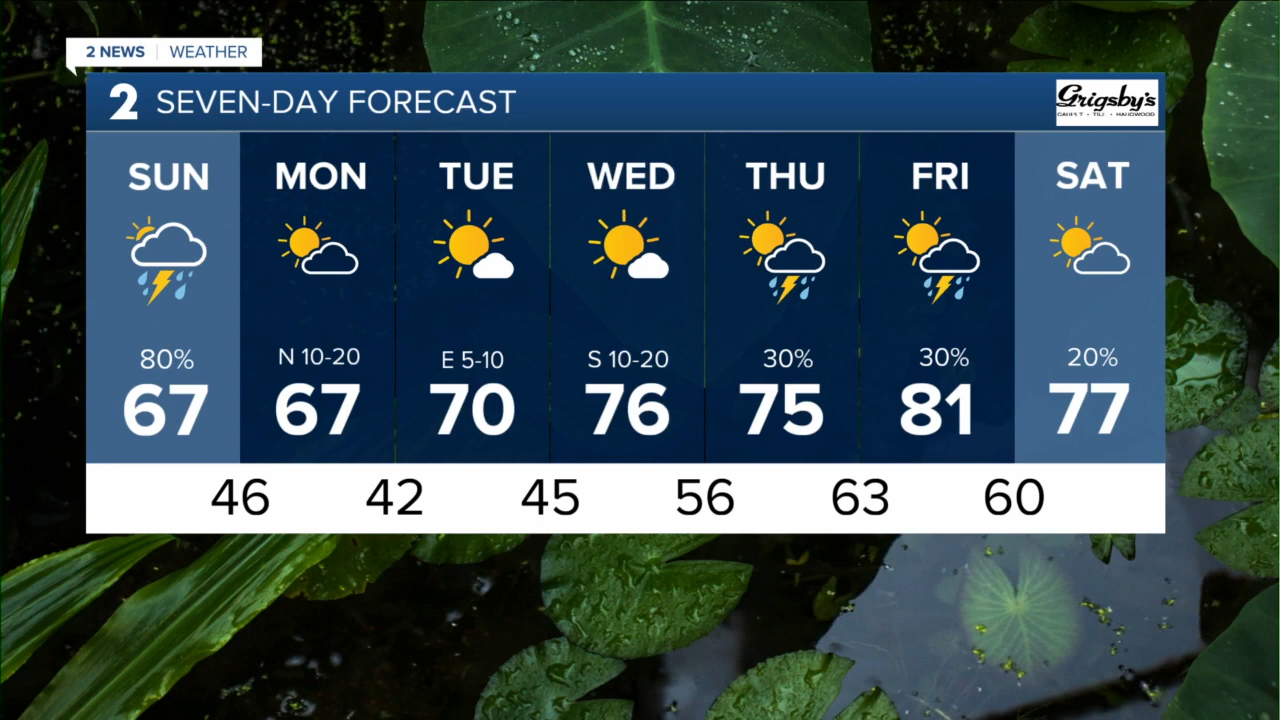 2 NEWS | WEATHER
2 SEVEN-DAY FORECAST
Grigsby's
SUN MON TUE WED THU FRI SAT
80% N 10-20 E 5-10 S 10-20 30% 30% 20%
67 67 70 76 75 81 77
46 42 45 56 63 60